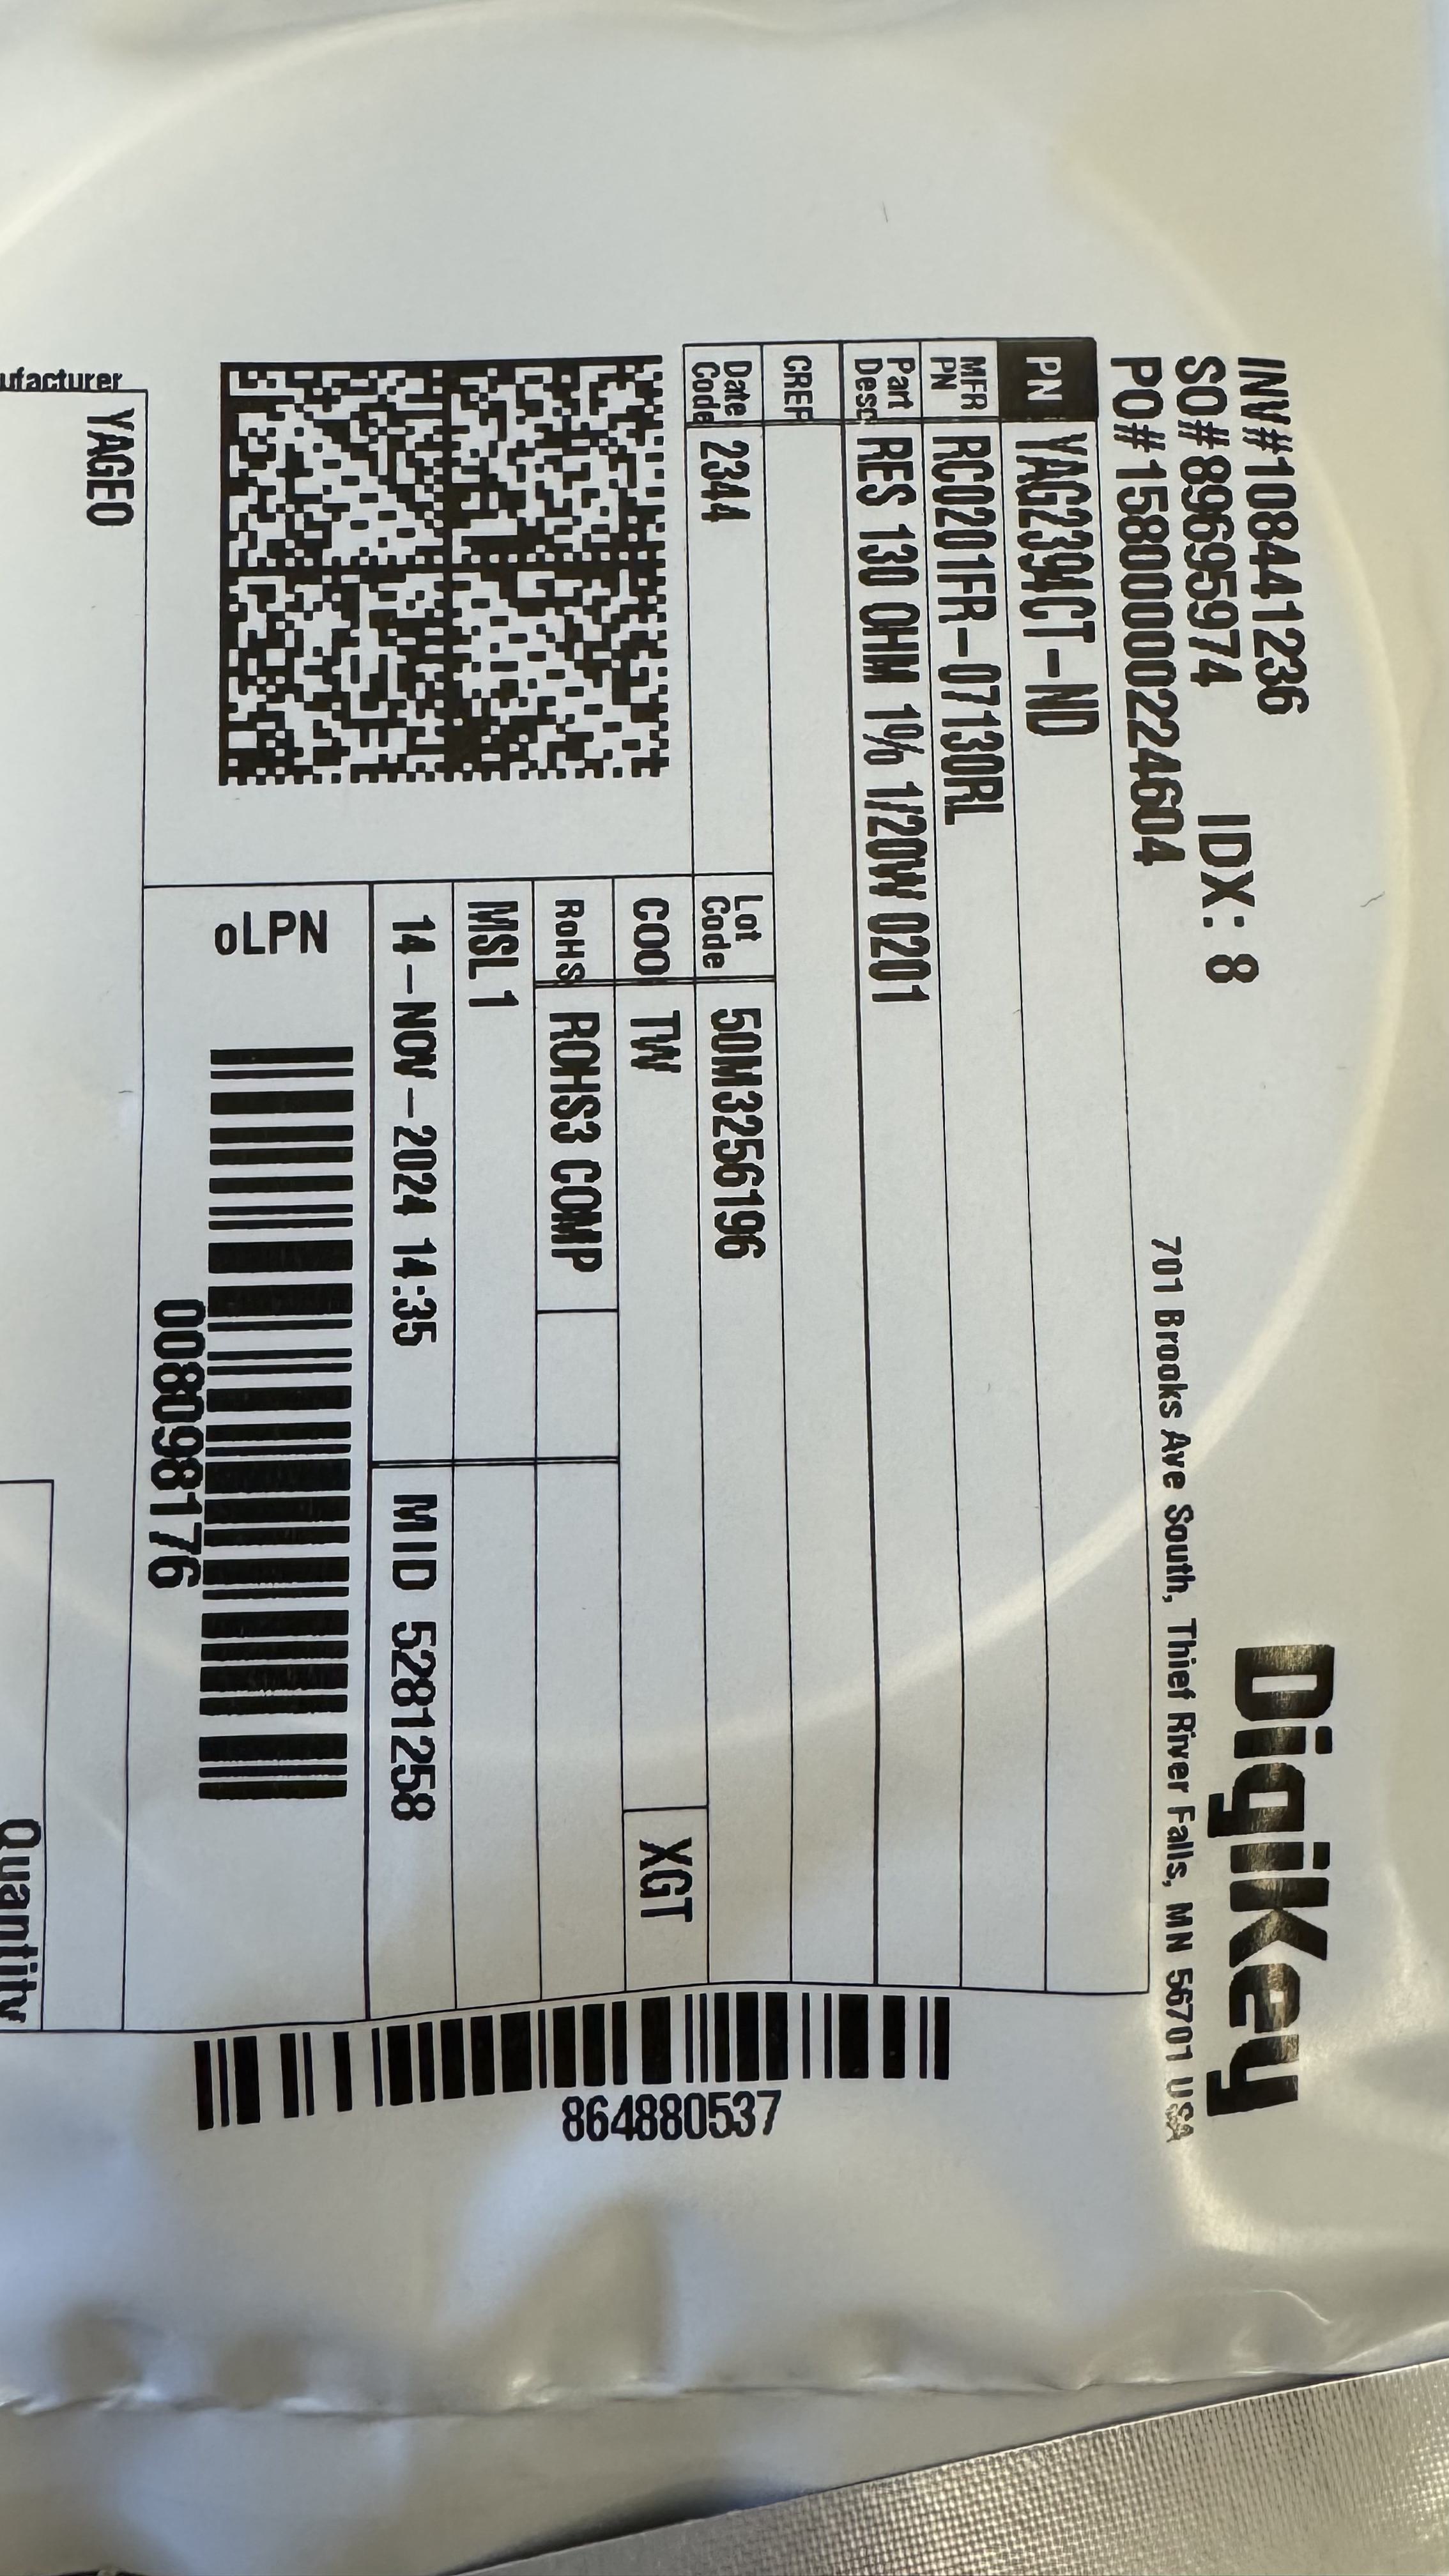 INV#108441236
SO# 89695974 IDX: 8
PO# 15800000224604
DigiKey
701 Brooks Ave South, Thief River Falls, MN 56701 USA
PN YAG2394CT-ND
MFR PN RC0201FR-07130RL
Part Desc RES 130 OHM 1% 1/20W 0201
CREF
Date Code 2344
Lot Code 50M3256196
COO TW XGT
RoHS ROHS3 COMP
MSL 1
14-NOV-2024 14:35 MID 5281258
oLPN
008098176
864880537
ufacturer
YAGEO
Quantity